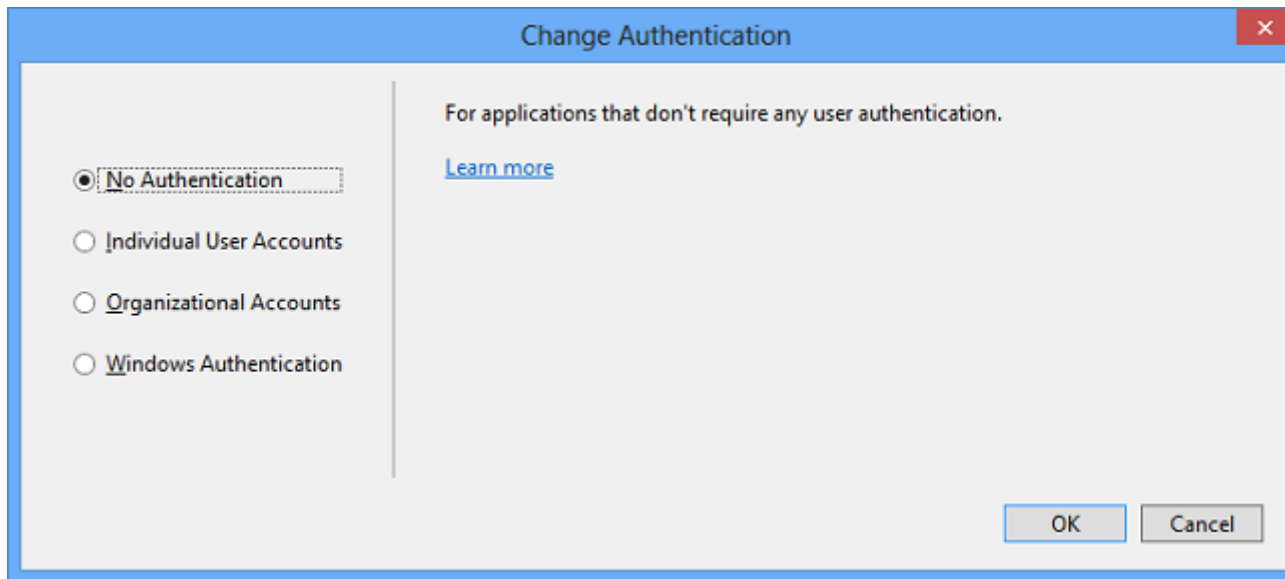 Change Authentication
For applications that don't require any user authentication.
Learn more
No Authentication
Individual User Accounts
Organizational Accounts
Windows Authentication
OK
Cancel